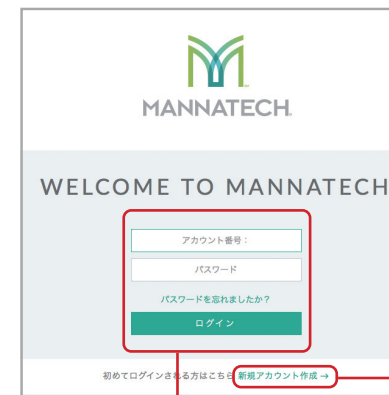 MANNATECH
WELCOME TO MANNATECH
アカウント番号：
パスワード
パスワードを忘れましたか？
ログイン
初めてログインされる方はこちら 新規アカウント作成 →